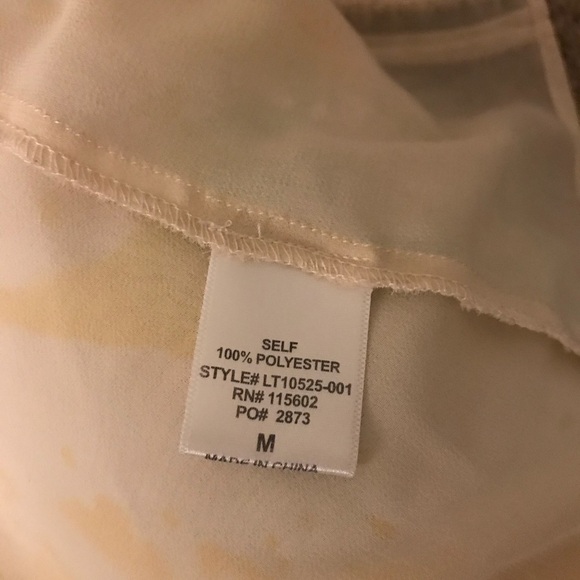 SELF
100% POLYESTER
STYLE# LT10525-001
RN# 115602
PO# 2873
M
MADE IN CHINA